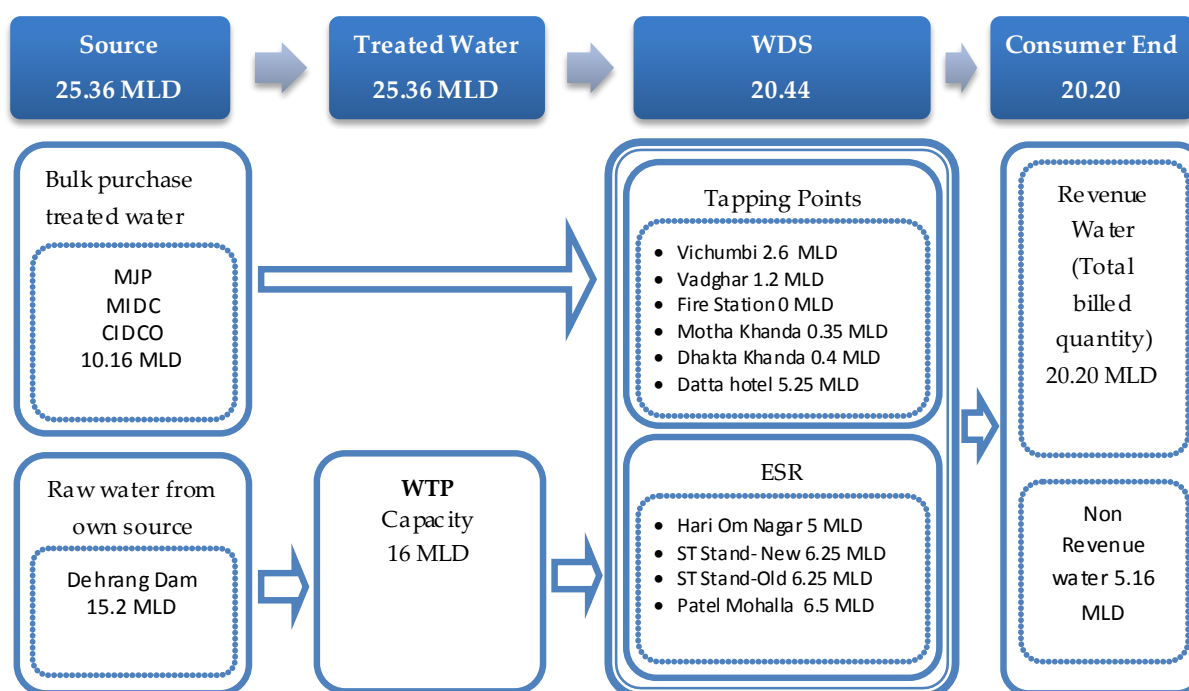 Source
25.36 MLD
Treated Water
25.36 MLD
WDS
20.44
Consumer End
20.20
Bulk purchase
treated water
MJP
MIDC
CIDCO
10.16 MLD
Tapping Points
• Vichumbi 2.6 MLD
• Vadghar 1.2 MLD
• Fire Station 0 MLD
• Motha Khanda 0.35 MLD
• Dhakta Khanda 0.4 MLD
• Datta hotel 5.25 MLD
Revenue
Water
(Total
billed
quantity)
20.20 MLD
Raw water from
own source
Dehrang Dam
15.2 MLD
WTP
Capacity
16 MLD
ESR
• Hari Om Nagar 5 MLD
• ST Stand- New 6.25 MLD
• ST Stand-Old 6.25 MLD
• Patel Mohalla 6.5 MLD
Non
Revenue
water 5.16
MLD